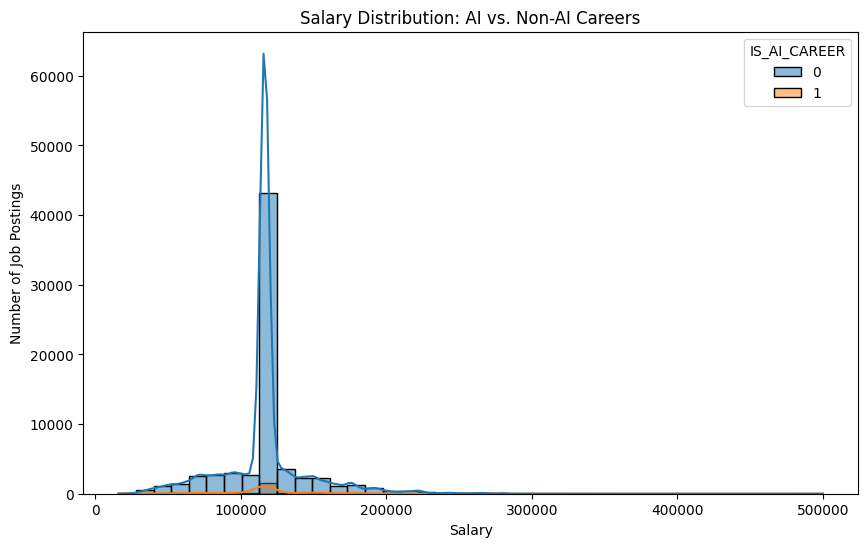 Salary Distribution: AI vs. Non-AI Careers
IS_AI_CAREER
0
1
Number of Job Postings
60000
50000
40000
30000
20000
10000
0
0 100000 200000 300000 400000 500000
Salary